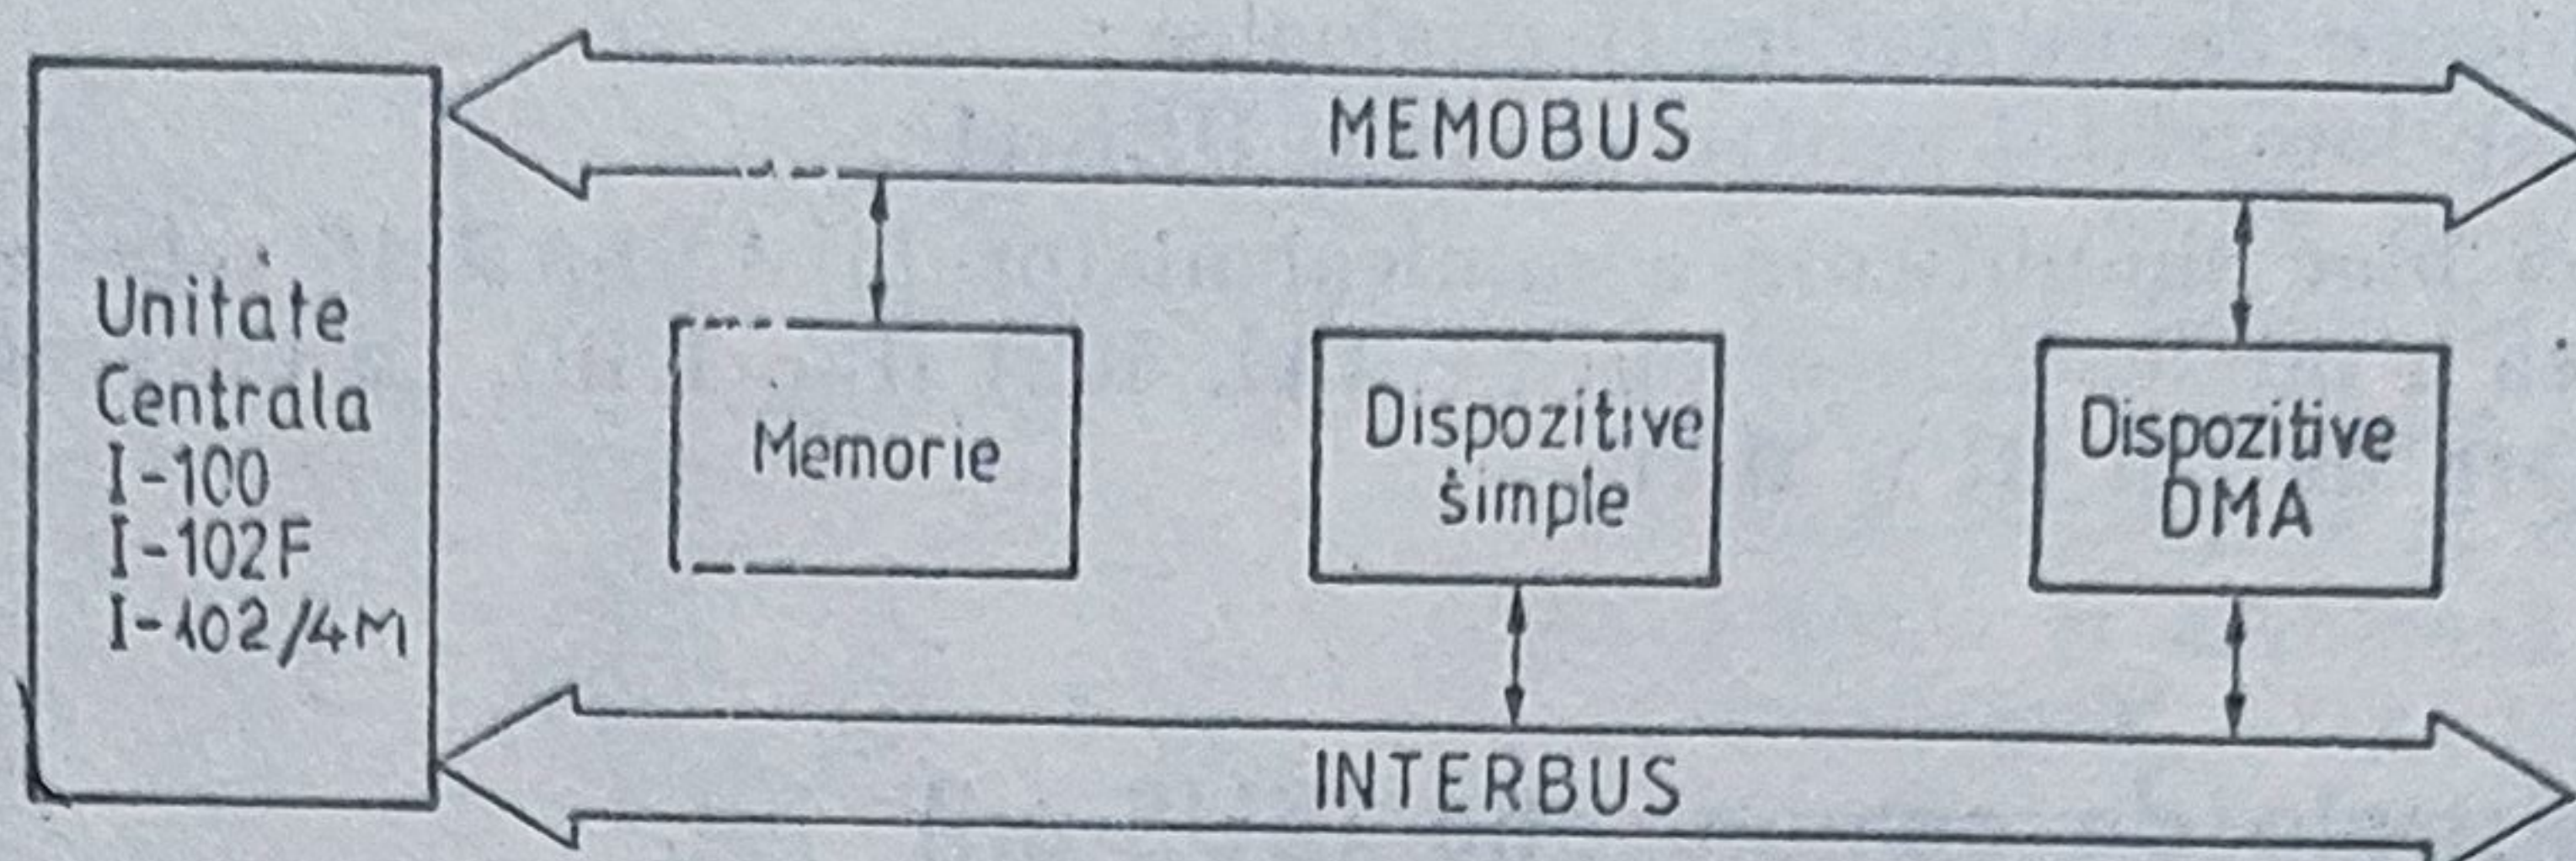 MEMOBUS
Unitate
Centrala
I-100
I-102F
I-102/4M
Memorie
Dispozitive
simple
Dispozitive
DMA
INTERBUS